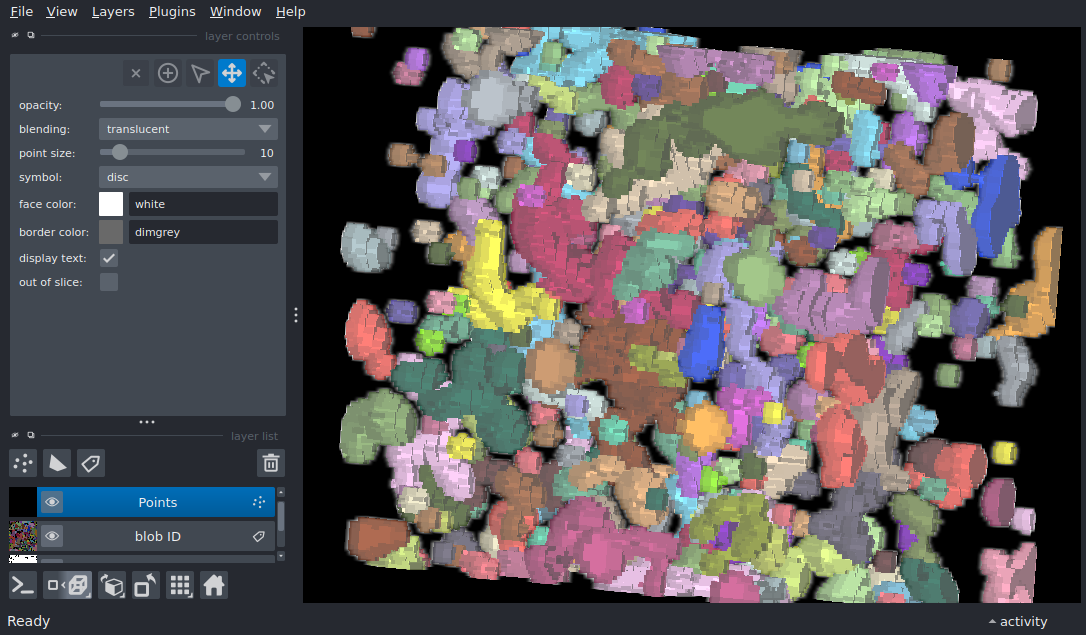 File View Layers Plugins Window Help
layer controls
opacity: 1.00
blending: translucent
point size: 10
symbol: disc
face color: white
border color: dimgrey
display text:
out of slice:
layer list
Points
blob ID
Ready
activity